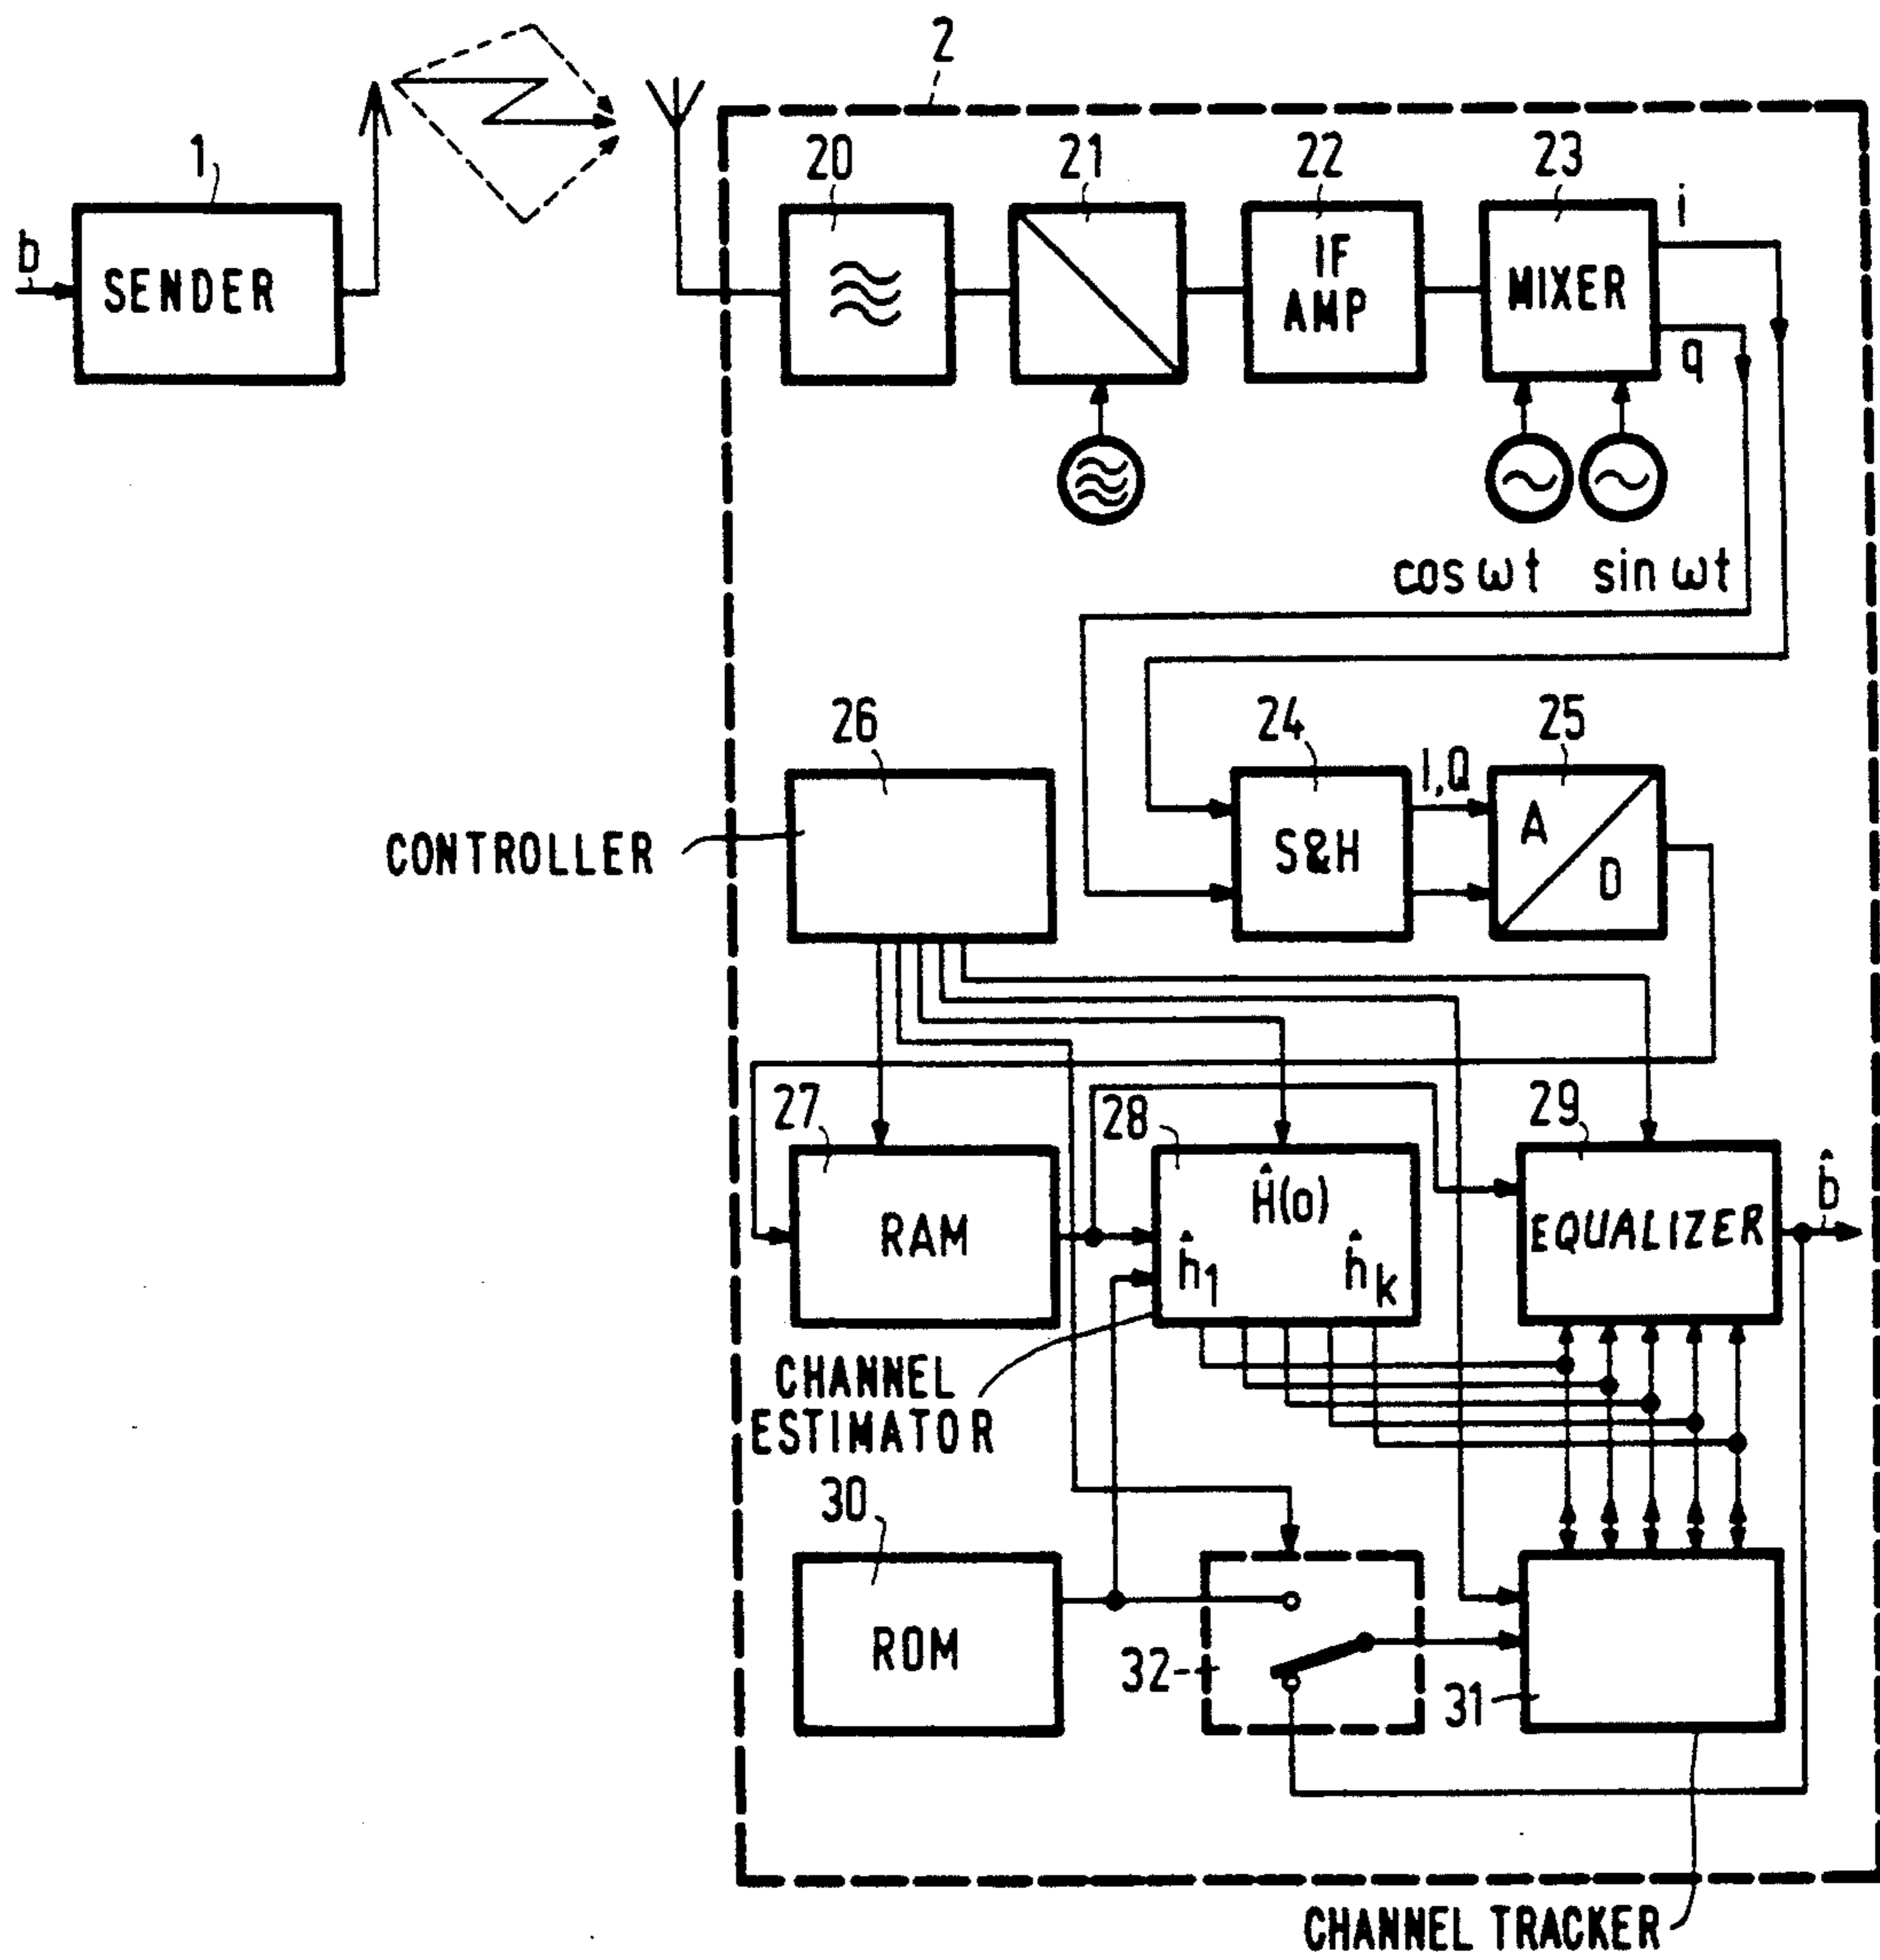 2
1
20
21
22
23
b
SENDER
IF
AMP
MIXER
i
q
cos ωt
sin ωt
26
24
25
I,Q
CONTROLLER
S&H
A
D
27
28
29
RAM
Ĥ(o)
ĥ1
ĥk
EQUALIZER
b̂
CHANNEL
ESTIMATOR
30
ROM
32
31
CHANNEL TRACKER